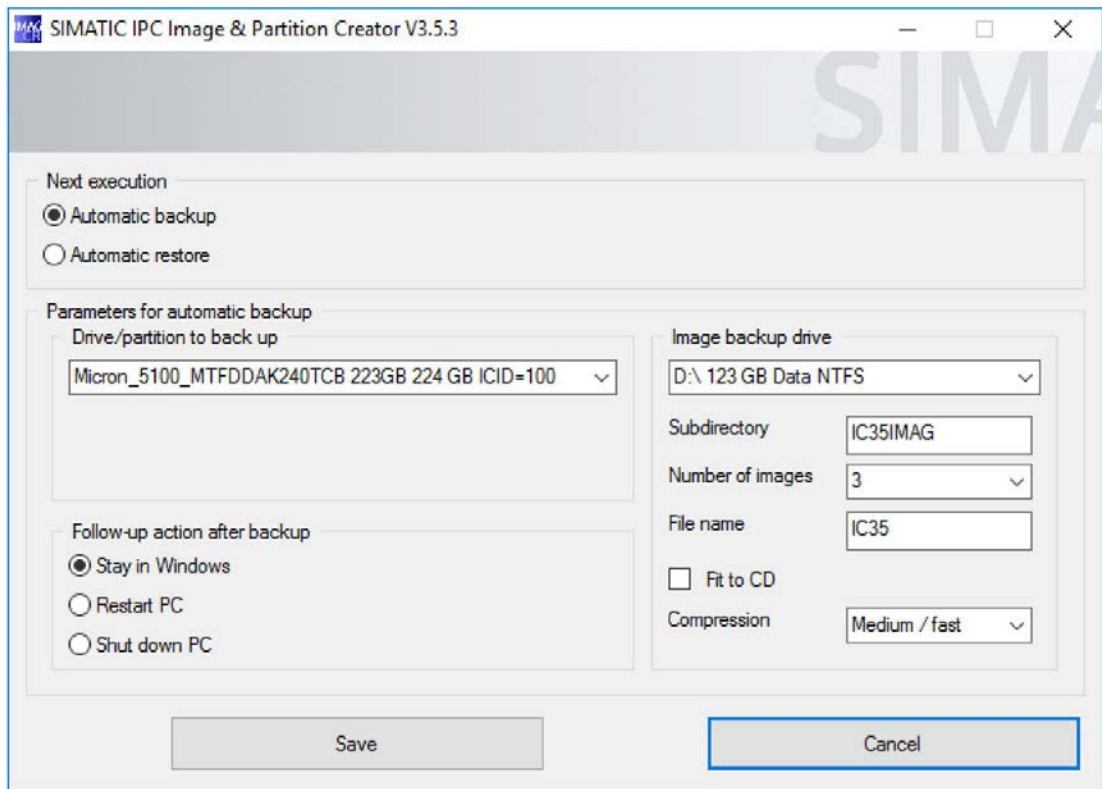 SIMATIC IPC Image & Partition Creator V3.5.3
Next execution
Automatic backup
Automatic restore
Parameters for automatic backup
Drive/partition to back up
Micron_5100_MTFDDAK240TCB 223GB 224 GB ICID=100
Follow-up action after backup
Stay in Windows
Restart PC
Shut down PC
Image backup drive
D:\ 123 GB Data NTFS
Subdirectory IC35IMAG
Number of images 3
File name IC35
Fit to CD
Compression Medium / fast
Save
Cancel